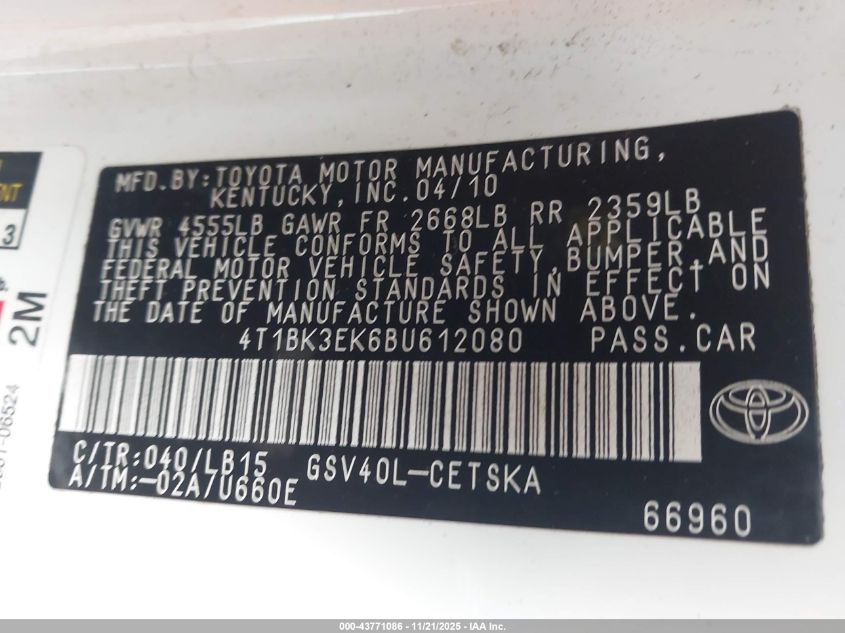 MFD.BY:TOYOTA MOTOR MANUFACTURING,
KENTUCKY,INC.04/10
GVWR 4555LB GAWR FR 2668LB RR 2359LB
THIS VEHICLE CONFORMS TO ALL APPLICABLE
FEDERAL MOTOR VEHICLE SAFETY,BUMPER,AND
THEFT PREVENTION STANDARDS IN EFFECT ON
THE DATE OF MANUFACTURE SHOWN ABOVE.
4T1BK3EK6BU612080 PASS.CAR
C/TR:040/LB15 GSV40L-CETSKA
A/TM:-02A/U660E
66960
3
2M
-06524
000-43771086 - 11/21/2025 - IAA Inc.